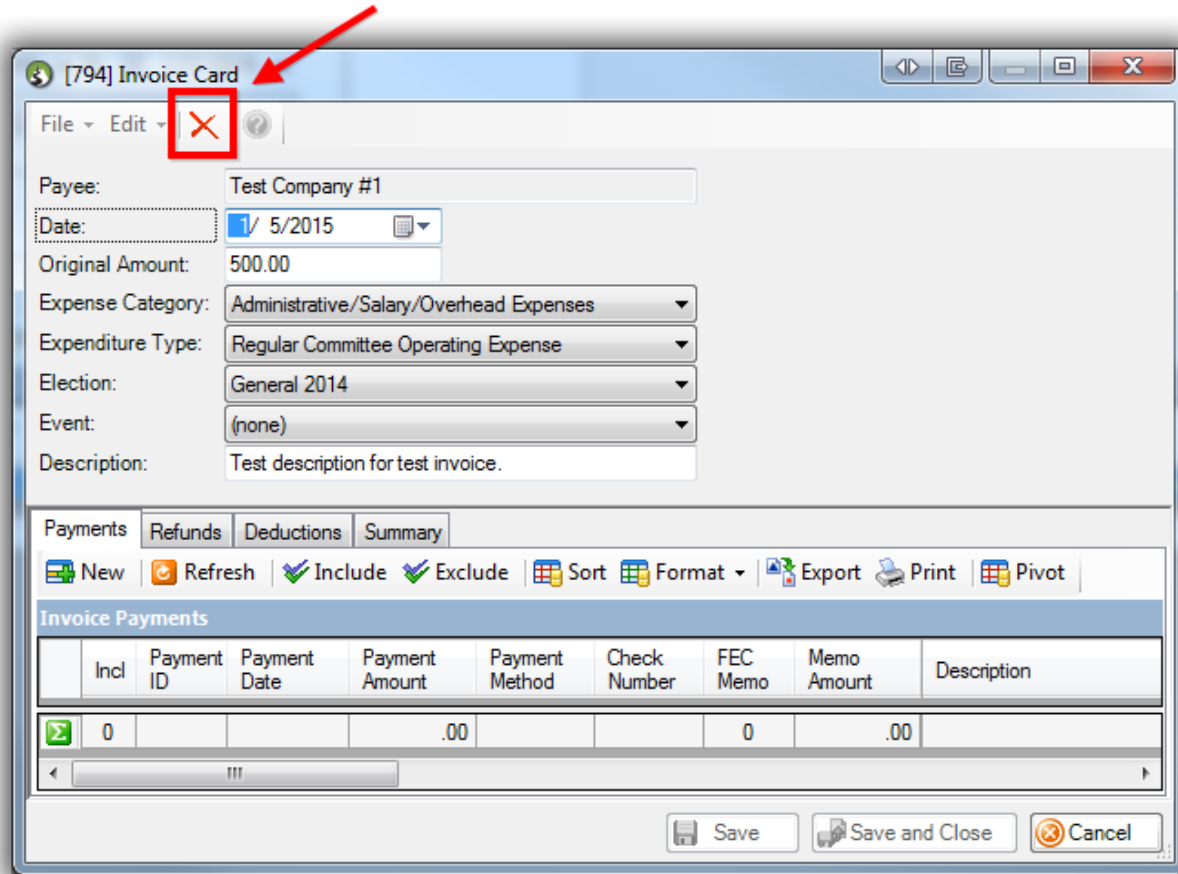 [794] Invoice Card
File Edit
Payee: Test Company #1
Date: 1/ 5/2015
Original Amount: 500.00
Expense Category: Administrative/Salary/Overhead Expenses
Expenditure Type: Regular Committee Operating Expense
Election: General 2014
Event: (none)
Description: Test description for test invoice.
Payments Refunds Deductions Summary
New Refresh Include Exclude Sort Format Export Print Pivot
Invoice Payments
Incl Payment ID Payment Date Payment Amount Payment Method Check Number FEC Memo Memo Amount Description
Σ 0 .00 0 .00
Save Save and Close Cancel